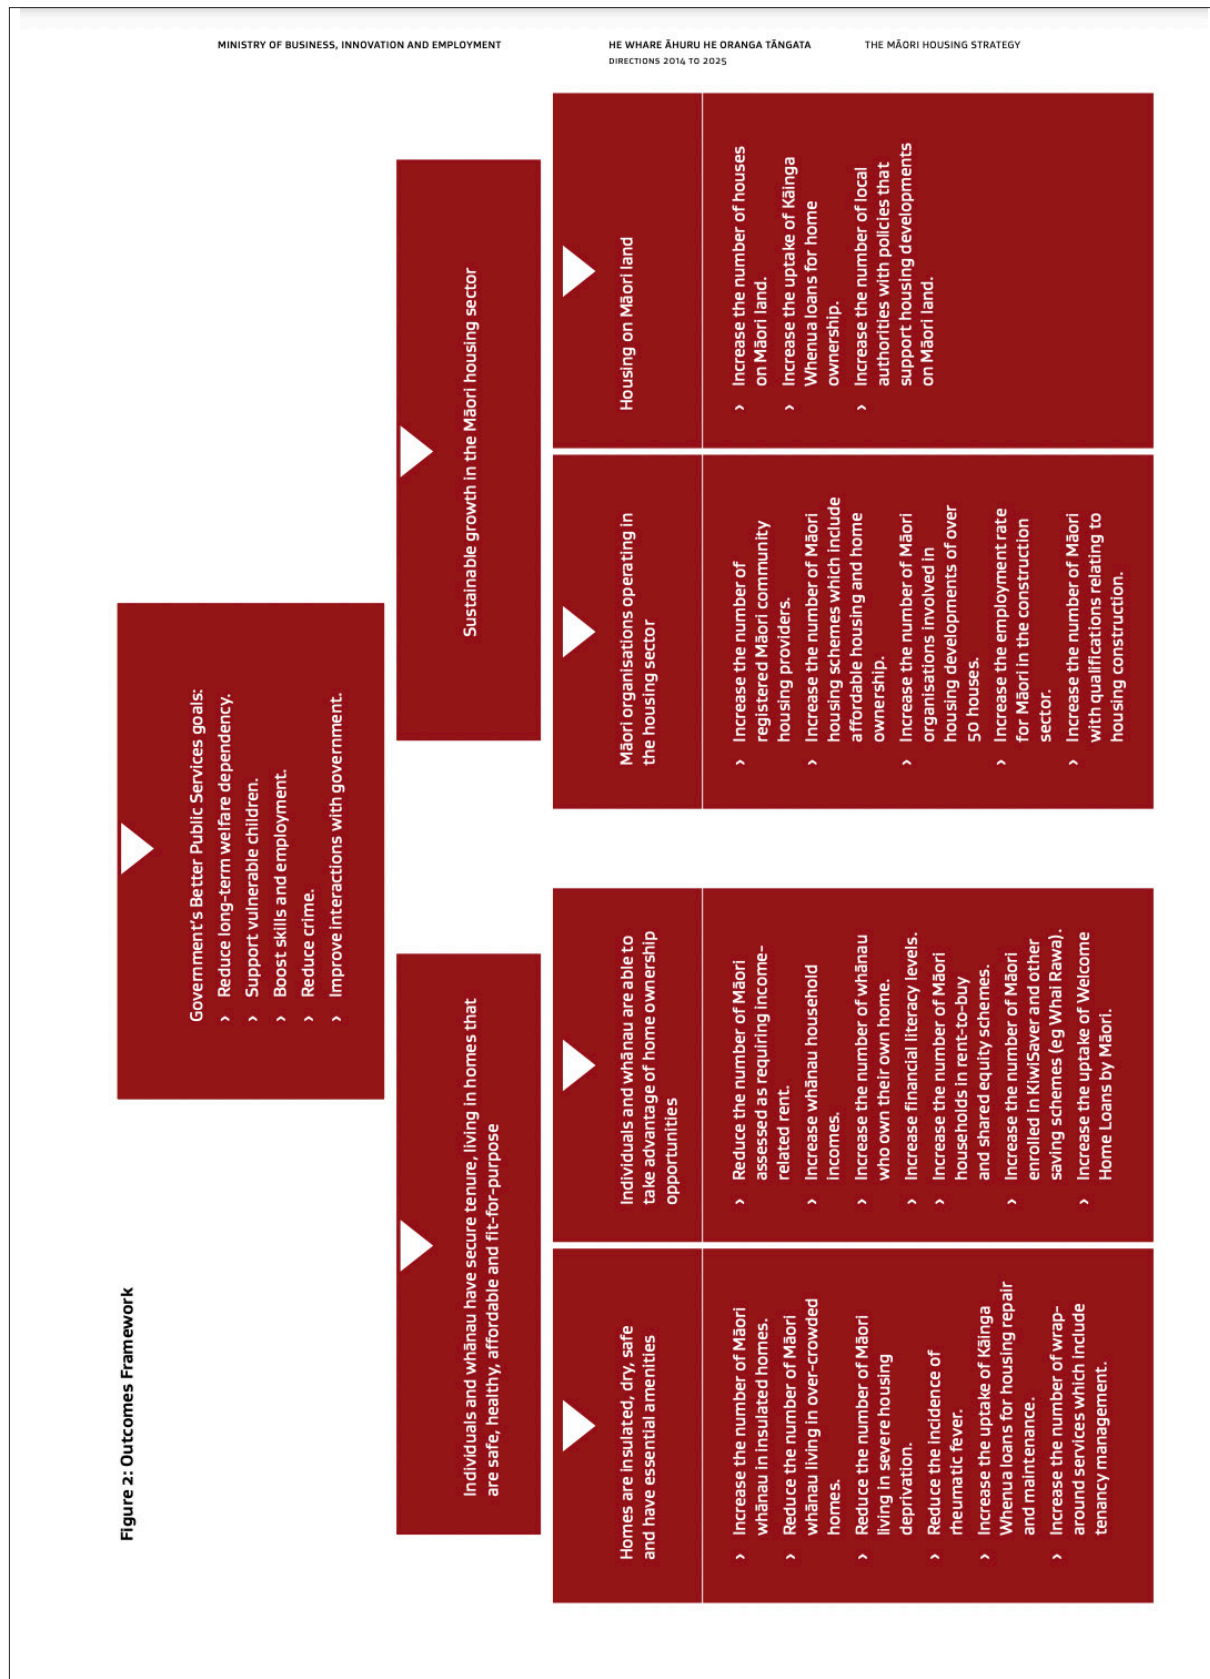 MINISTRY OF BUSINESS, INNOVATION AND EMPLOYMENT
HE WHARE ĀHURU HE ORANGA TĀNGATA
DIRECTIONS 2014 TO 2025
THE MĀORI HOUSING STRATEGY
Figure 2: Outcomes Framework
Government's Better Public Services goals:
› Reduce long-term welfare dependency.
› Support vulnerable children.
› Boost skills and employment.
› Reduce crime.
› Improve interactions with government.
Individuals and whānau have secure tenure, living in homes that
are safe, healthy, affordable and fit-for-purpose
Sustainable growth in the Māori housing sector
Homes are insulated, dry, safe
and have essential amenities
› Increase the number of Māori
whānau in insulated homes.
› Reduce the number of Māori
whānau living in over-crowded
homes.
› Reduce the number of Māori
living in severe housing
deprivation.
› Reduce the incidence of
rheumatic fever.
› Increase the uptake of Kāinga
Whenua loans for housing repair
and maintenance.
› Increase the number of wrap-
around services which include
tenancy management.
Individuals and whānau are able to
take advantage of home ownership
opportunities
› Reduce the number of Māori
assessed as requiring income-
related rent.
› Increase whānau household
incomes.
› Increase the number of whānau
who own their own home.
› Increase financial literacy levels.
› Increase the number of Māori
households in rent-to-buy
and shared equity schemes.
› Increase the number of Māori
enrolled in KiwiSaver and other
saving schemes (eg Whai Rawa).
› Increase the uptake of Welcome
Home Loans by Māori.
Māori organisations operating in
the housing sector
› Increase the number of
registered Māori community
housing providers.
› Increase the number of Māori
housing schemes which include
affordable housing and home
ownership.
› Increase the number of Māori
organisations involved in
housing developments of over
50 houses.
› Increase the employment rate
for Māori in the construction
sector.
› Increase the number of Māori
with qualifications relating to
housing construction.
Housing on Māori land
› Increase the number of houses
on Māori land.
› Increase the uptake of Kāinga
Whenua loans for home
ownership.
› Increase the number of local
authorities with policies that
support housing developments
on Māori land.